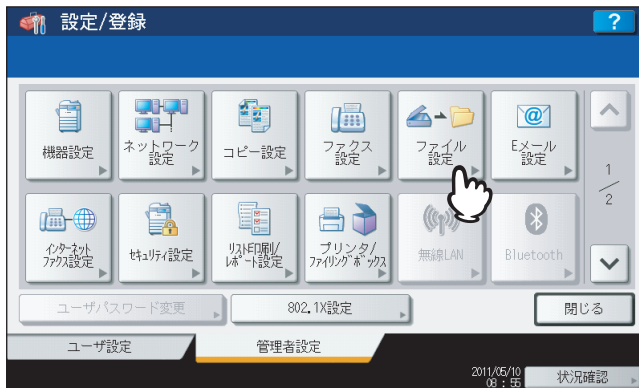 設定/登録
?
機器設定
ネットワーク
設定
コピー設定
ファクス
設定
ファイル
設定
@
Eメール
設定
1
2
インターネット
ファクス設定
セキュリティ設定
リスト印刷/
レポート設定
プリンタ/
ファイリングボックス
無線LAN
Bluetooth
ユーザパスワード変更
802.1X設定
閉じる
ユーザ設定
管理者設定
2011/05/10
08:55
状況確認